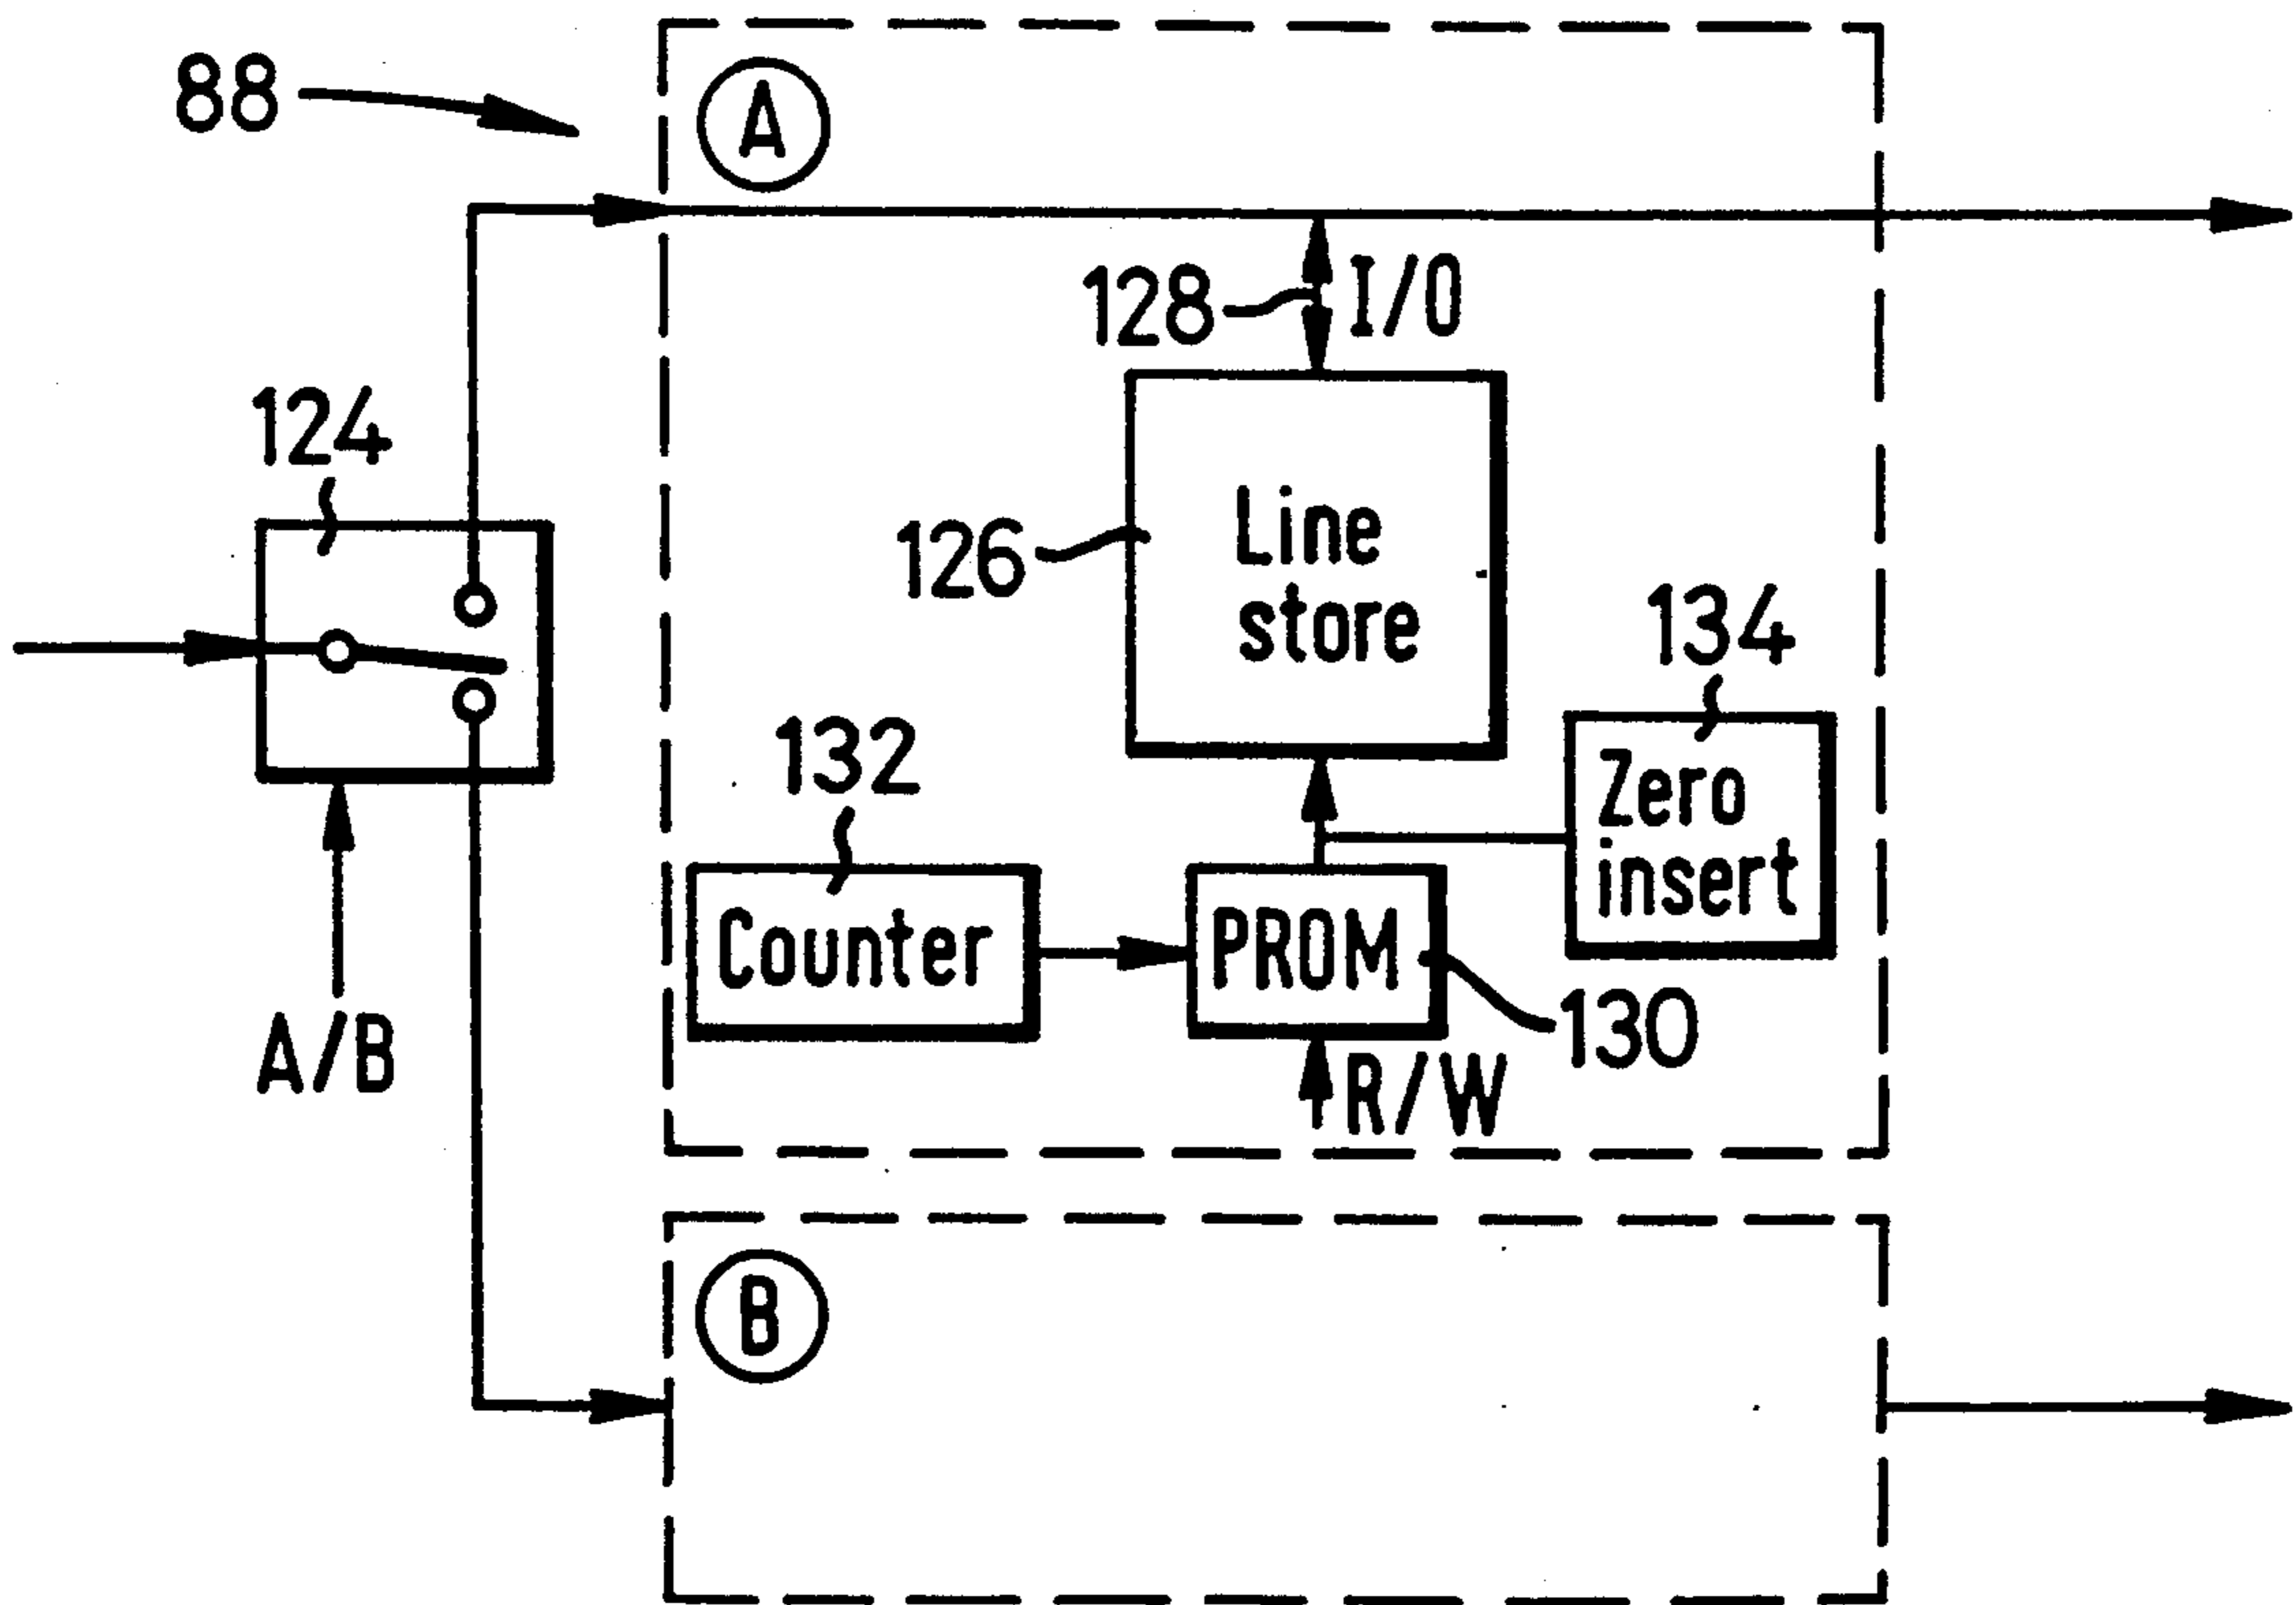 88
A
128
I/O
124
126
Line
store
134
132
Zero
insert
Counter
PROM
130
A/B
R/W
B